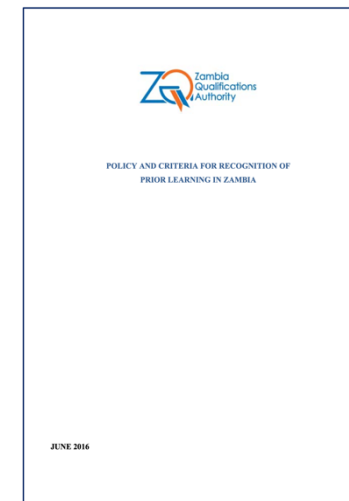 Zambia
Qualifications
Authority
POLICY AND CRITERIA FOR RECOGNITION OF
PRIOR LEARNING IN ZAMBIA
JUNE 2016